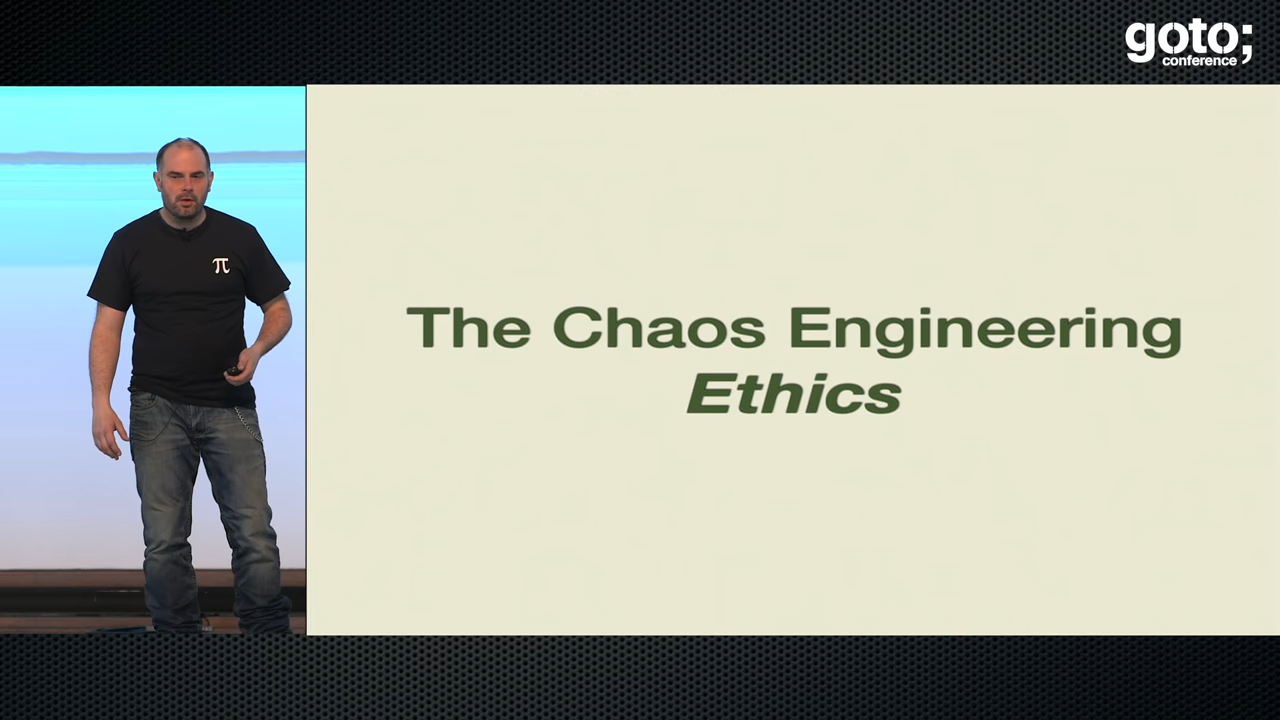 goto;
conference
π
The Chaos Engineering
Ethics